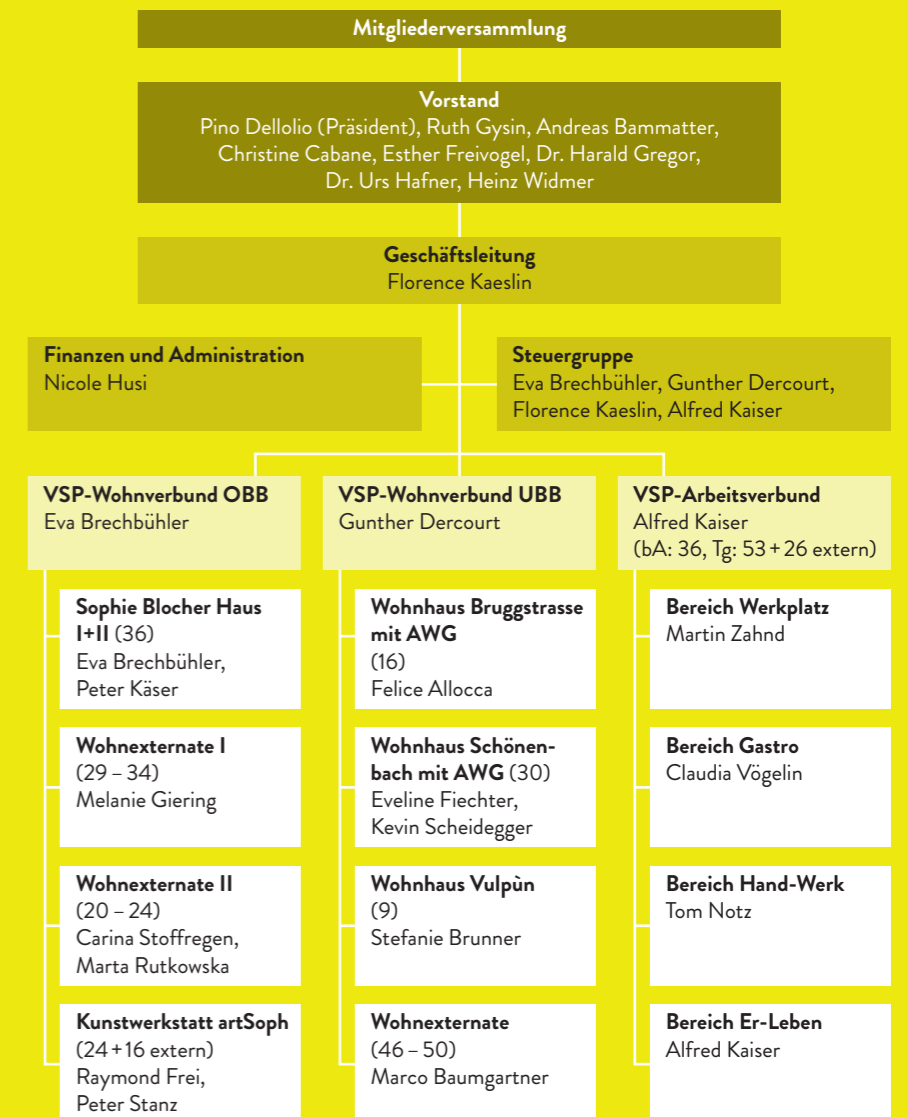 Mitgliederversammlung
Vorstand
Pino Dellolio (Präsident), Ruth Gysin, Andreas Bammatter,
Christine Cabane, Esther Freivogel, Dr. Harald Gregor,
Dr. Urs Hafner, Heinz Widmer
Geschäftsleitung
Florence Kaeslin
Finanzen und Administration
Nicole Husi
Steuergruppe
Eva Brechbühler, Gunther Dercourt,
Florence Kaeslin, Alfred Kaiser
VSP-Wohnverbund OBB
Eva Brechbühler
Sophie Blocher Haus
I+II (36)
Eva Brechbühler,
Peter Käser
Wohnexternate I
(29 – 34)
Melanie Giering
Wohnexternate II
(20 – 24)
Carina Stoffregen,
Marta Rutkowska
Kunstwerkstatt artSoph
(24 + 16 extern)
Raymond Frei,
Peter Stanz
VSP-Wohnverbund UBB
Gunther Dercourt
Wohnhaus Bruggstrasse
mit AWG
(16)
Felice Allocca
Wohnhaus Schönen-
bach mit AWG (30)
Eveline Fiechter,
Kevin Scheidegger
Wohnhaus Vulpùn
(9)
Stefanie Brunner
Wohnexternate
(46 – 50)
Marco Baumgartner
VSP-Arbeitsverbund
Alfred Kaiser
(bA: 36, Tg: 53 + 26 extern)
Bereich Werkplatz
Martin Zahnd
Bereich Gastro
Claudia Vögelin
Bereich Hand-Werk
Tom Notz
Bereich Er-Leben
Alfred Kaiser